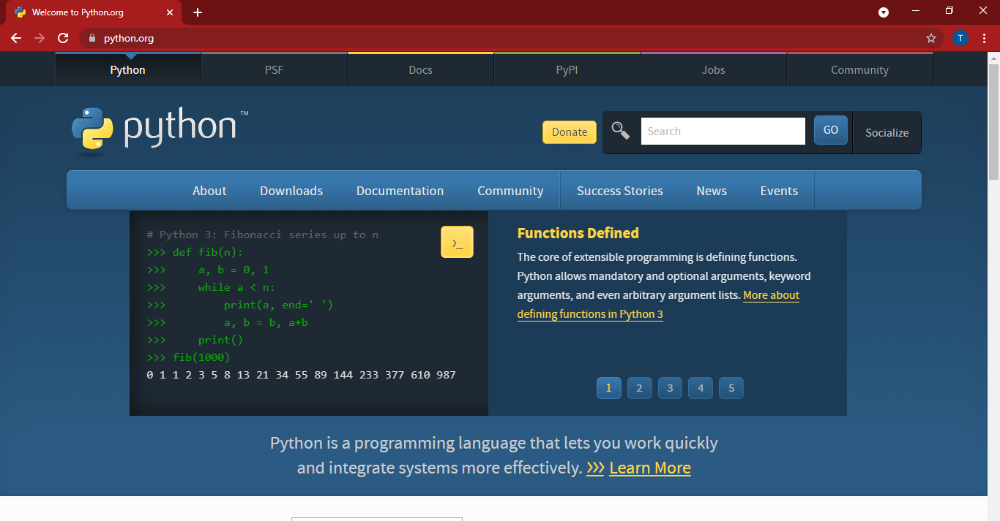 Welcome to Python.org
python.org
T
Python PSF Docs PyPI Jobs Community
python™
Donate Search GO Socialize
About Downloads Documentation Community Success Stories News Events
# Python 3: Fibonacci series up to n
>>> def fib(n):
>>>     a, b = 0, 1
>>>     while a < n:
>>>         print(a, end=' ')
>>>         a, b = b, a+b
>>>     print()
>>> fib(1000)
0 1 1 2 3 5 8 13 21 34 55 89 144 233 377 610 987
>_
Functions Defined
The core of extensible programming is defining functions.
Python allows mandatory and optional arguments, keyword
arguments, and even arbitrary argument lists. More about
defining functions in Python 3
1 2 3 4 5
Python is a programming language that lets you work quickly
and integrate systems more effectively. >>> Learn More